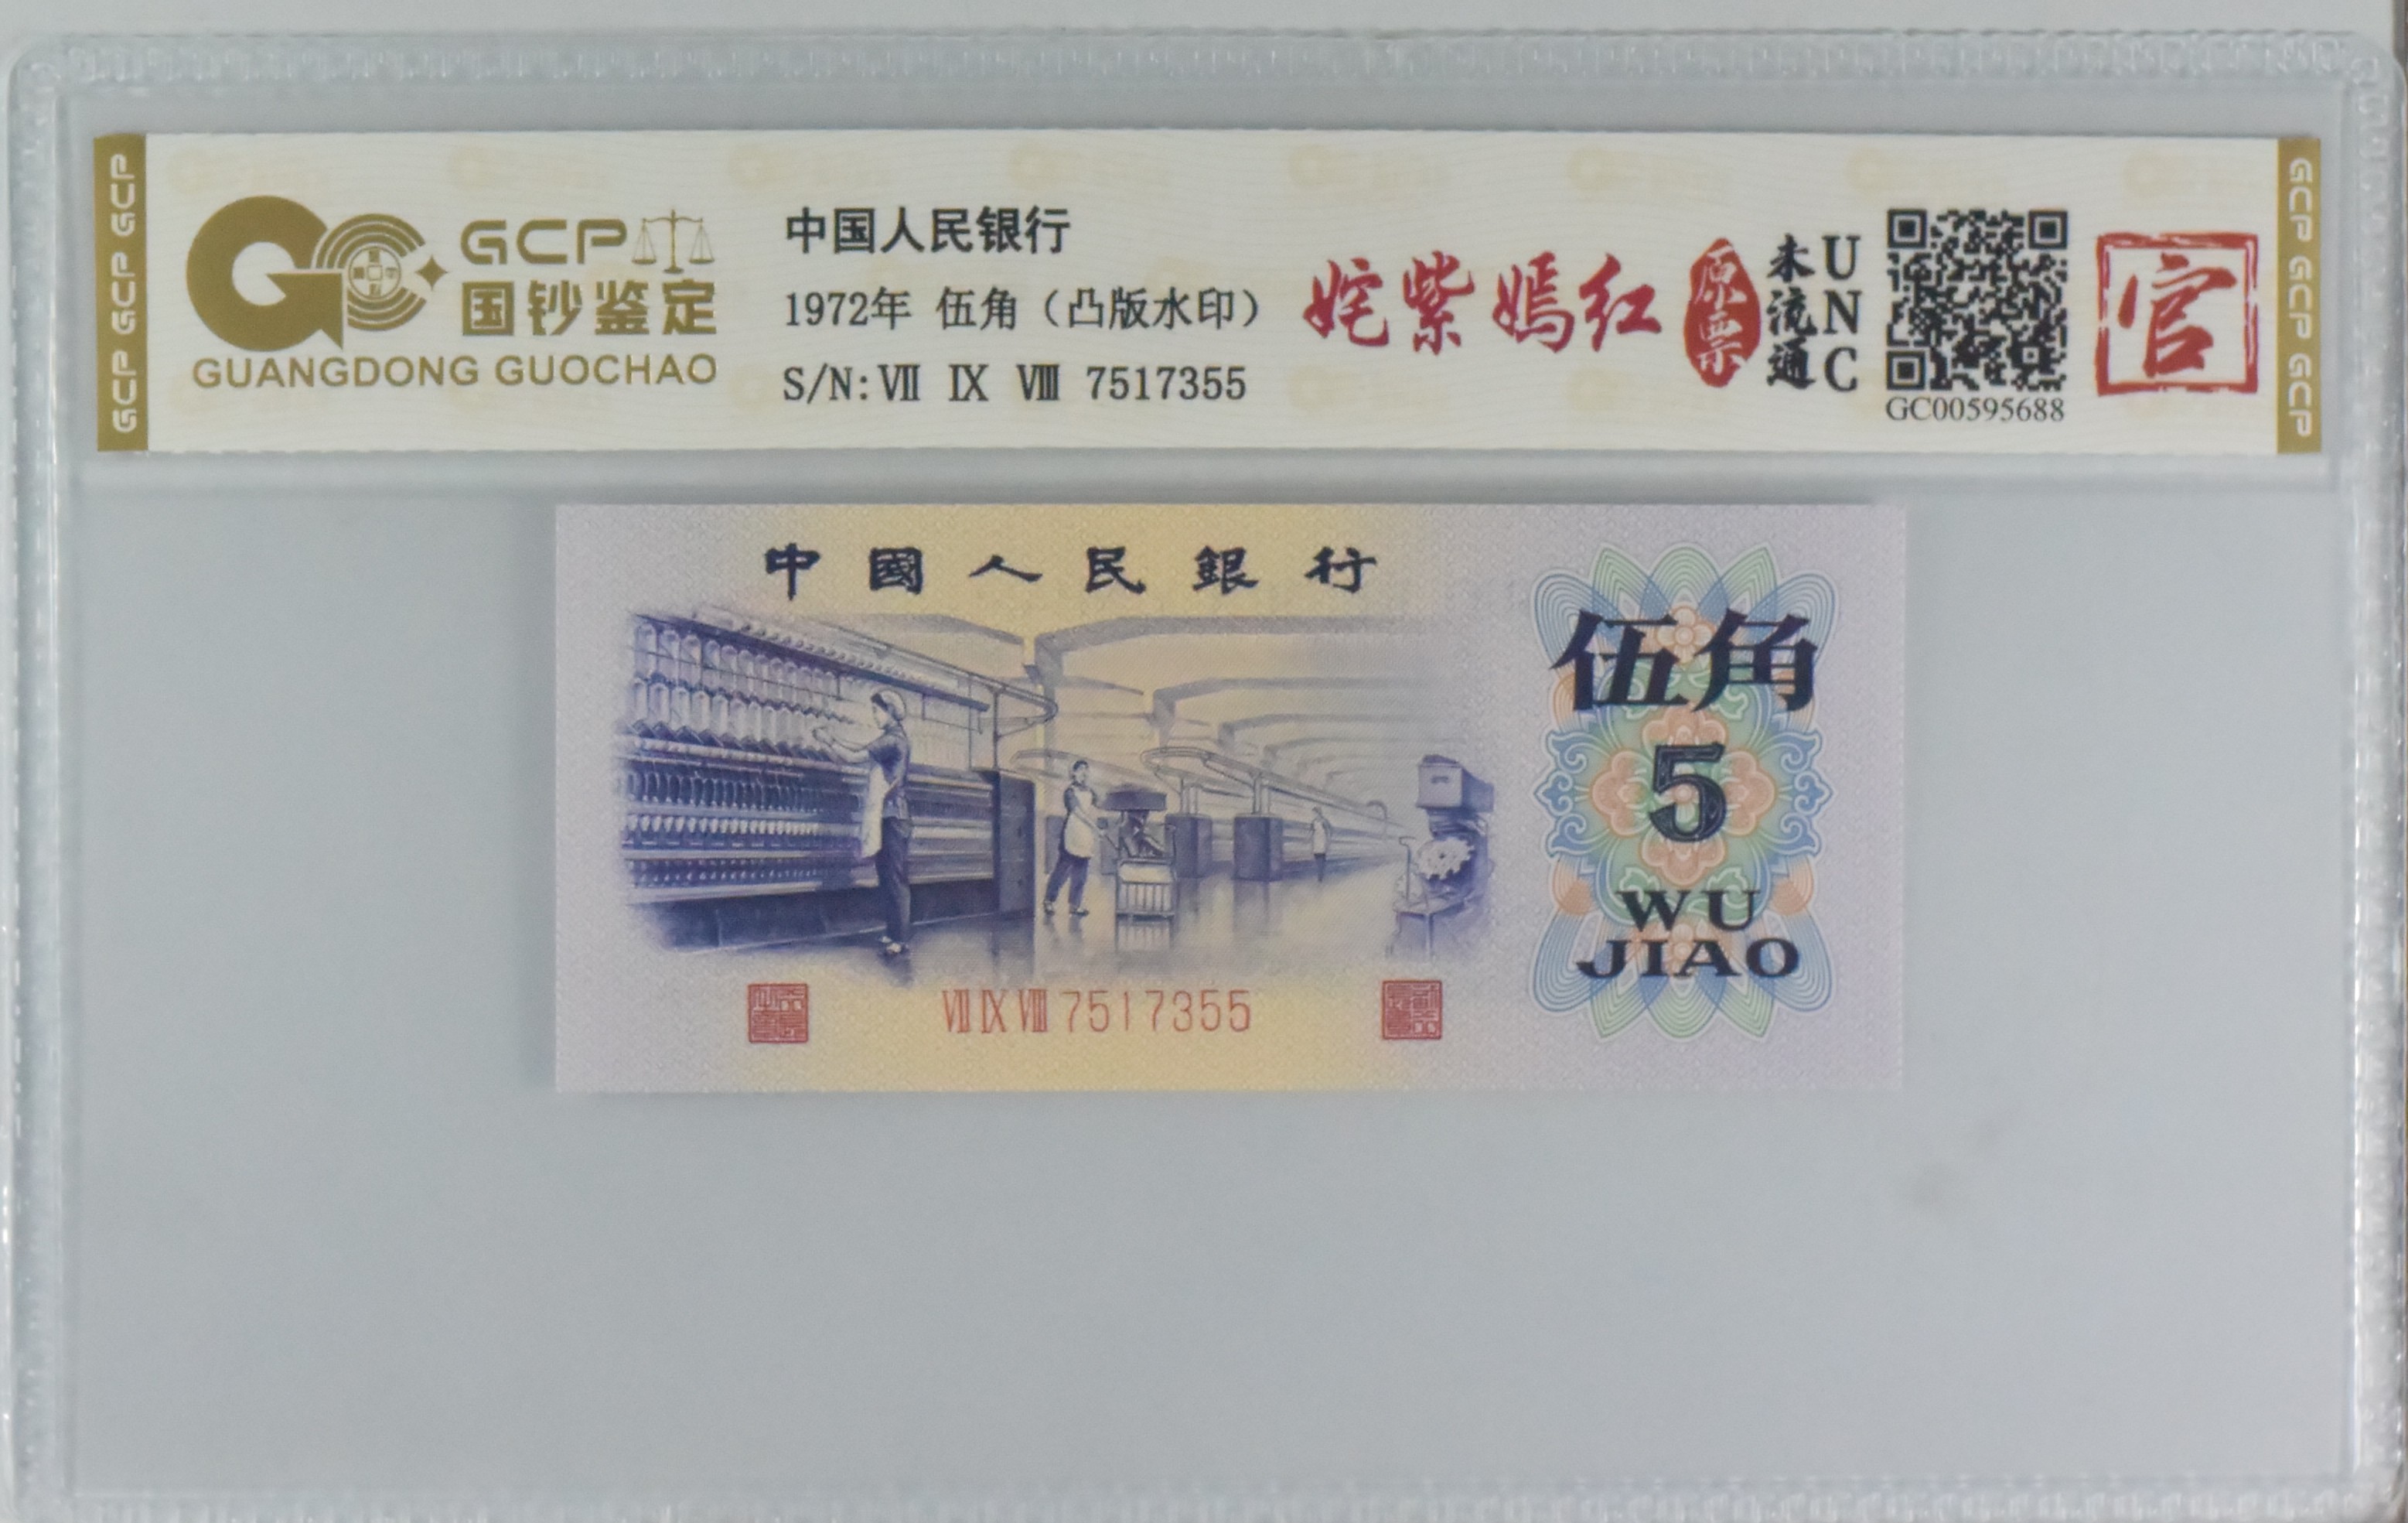 GCP GCP GCP
GCP
国钞鉴定
GUANGDONG GUOCHAO
中国人民银行
1972年 伍角（凸版水印）
S/N: Ⅶ Ⅸ Ⅷ 7517355
姹紫嫣红
原票
未流通
UNC
GC00595688
官
GCP GCP GCP
中國人民銀行
伍角
5
WU
JIAO
Ⅶ Ⅸ Ⅷ 7517355